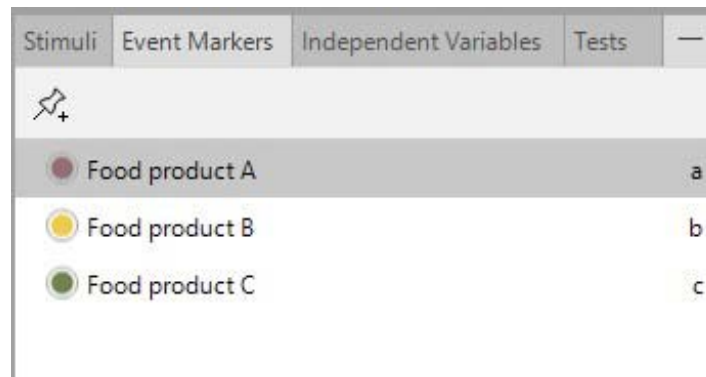 Stimuli Event Markers Independent Variables Tests
Food product A a
Food product B b
Food product C c